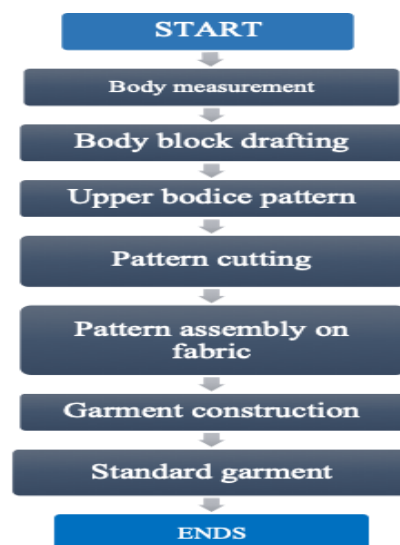 START
Body measurement
Body block drafting
Upper bodice pattern
Pattern cutting
Pattern assembly on
fabric
Garment construction
Standard garment
ENDS